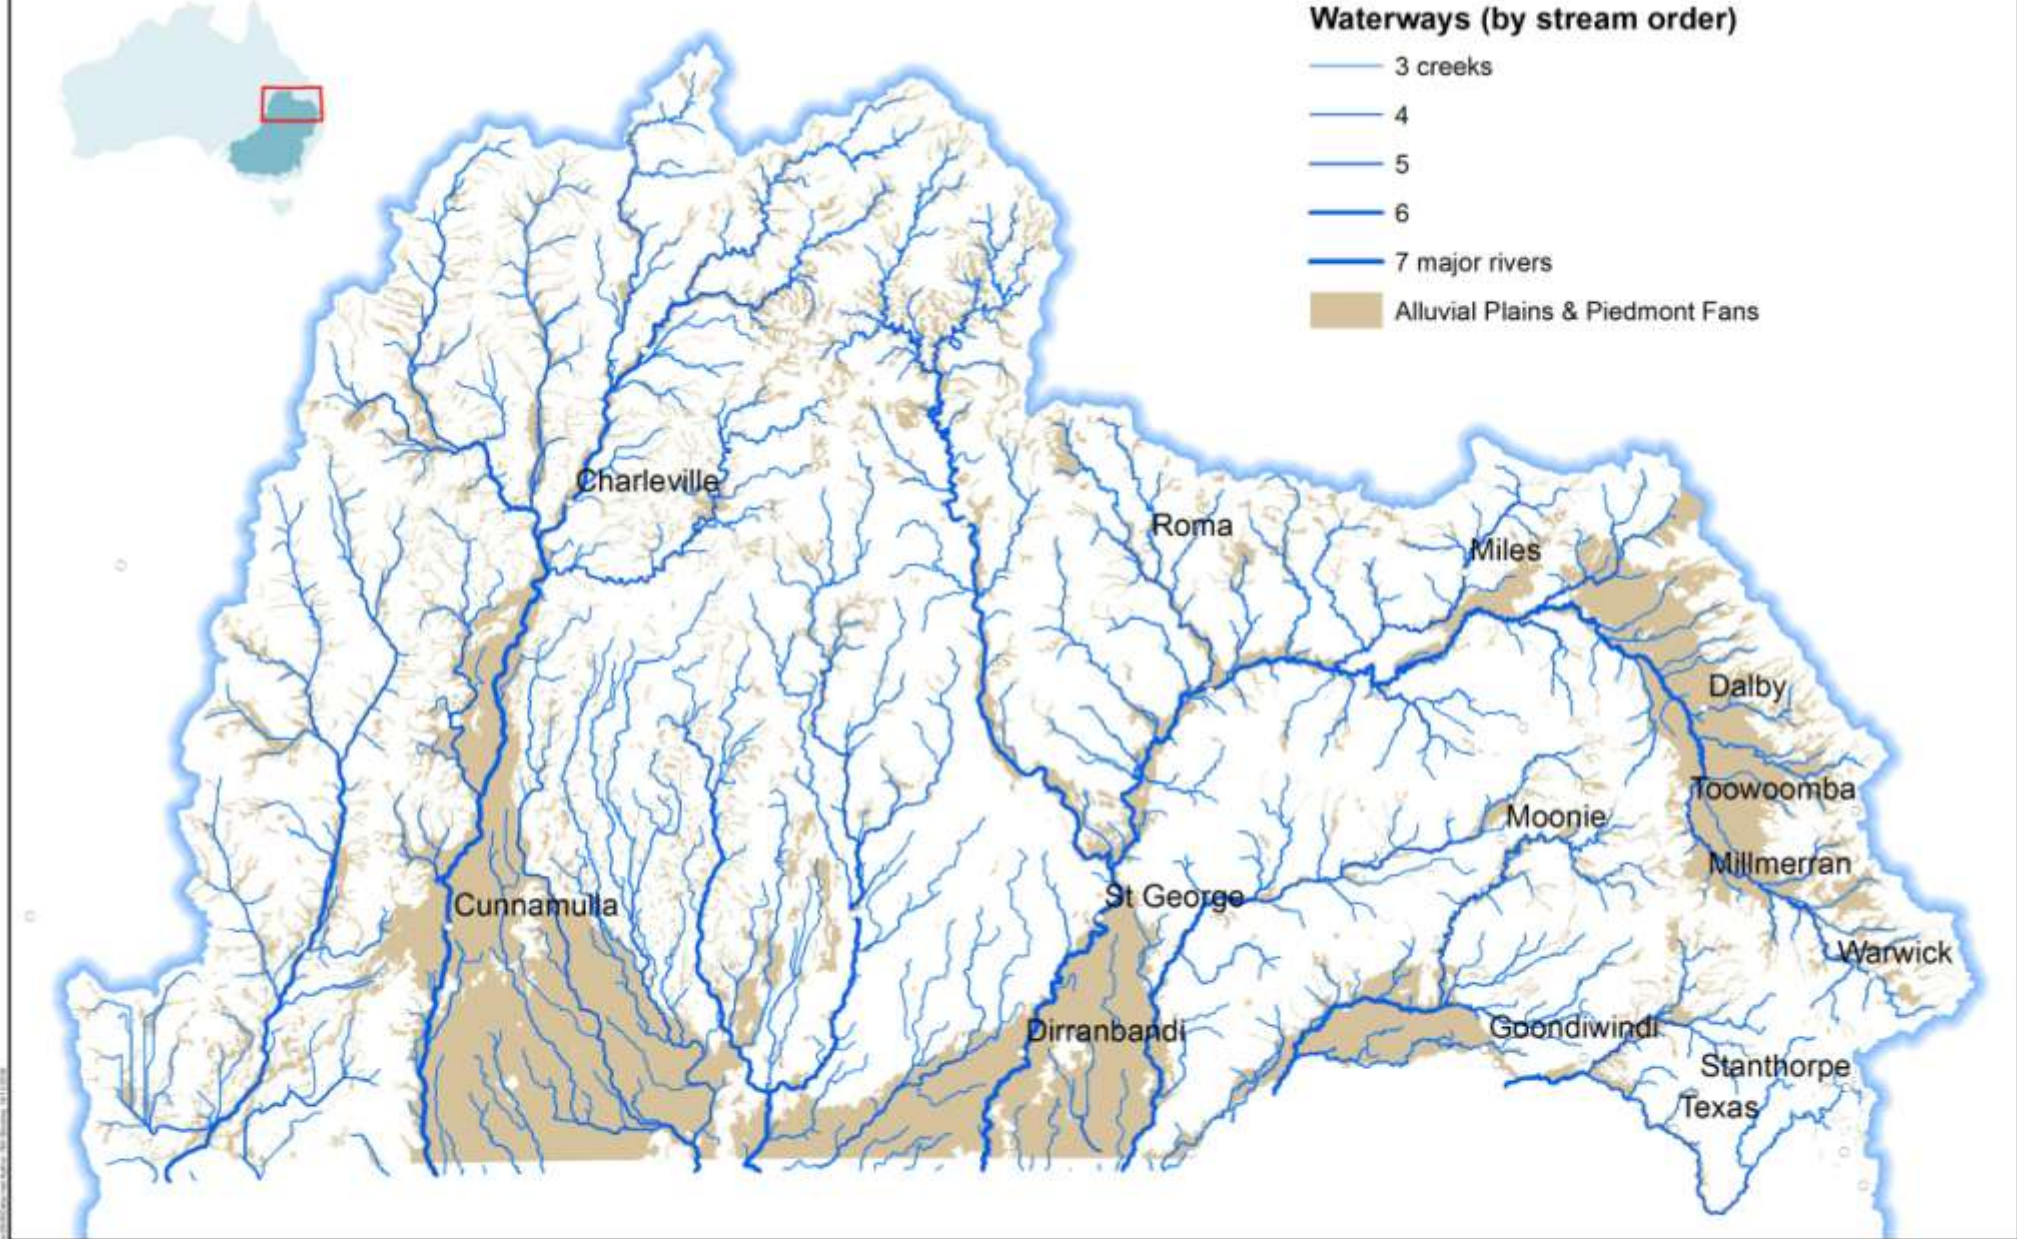 Waterways (by stream order)
3 creeks
4
5
6
7 major rivers
Alluvial Plains & Piedmont Fans
Charleville
Roma
Miles
Dalby
Toowoomba
Moonie
Millmerran
St George
Cunnamulla
Warwick
Dirranbandi
Goondiwindi
Stanthorpe
Texas